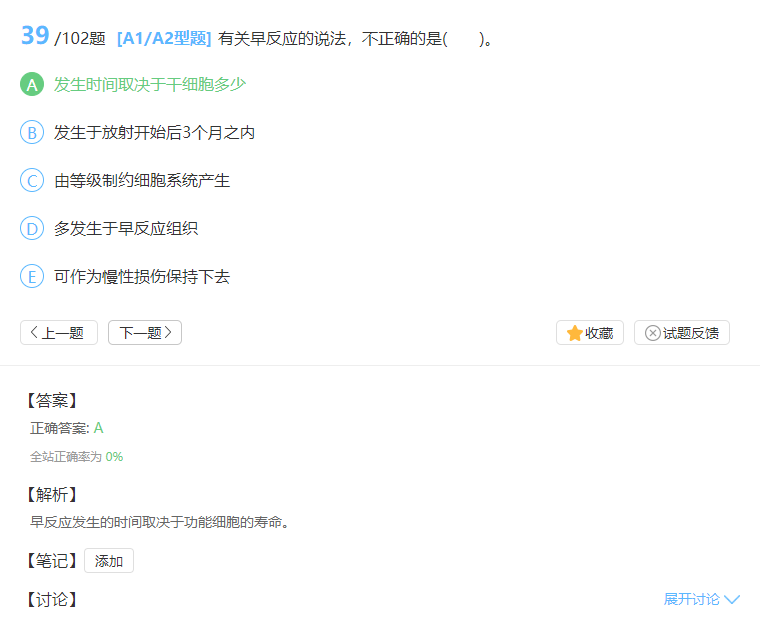 39 /102题 [A1/A2型题] 有关早反应的说法，不正确的是(　　)。
A 发生时间取决于干细胞多少
B 发生于放射开始后3个月之内
C 由等级制约细胞系统产生
D 多发生于早反应组织
E 可作为慢性损伤保持下去
上一题 下一题 收藏 试题反馈
【答案】
正确答案: A
全站正确率为 0%
【解析】
早反应发生的时间取决于功能细胞的寿命。
【笔记】 添加
【讨论】 展开讨论